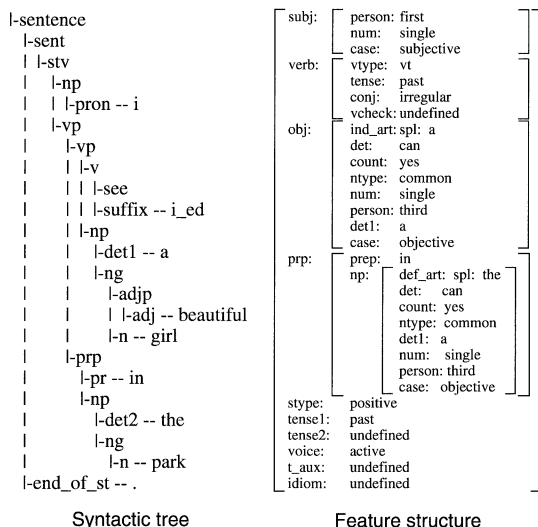 |-sentence
|-sent
| |-stv
| |-np
| | |-pron -- i
| |-vp
| |-vp
| | |-v
| | | |-see
| | | |-suffix -- i_ed
| | |-np
| | |-det1 -- a
| | |-ng
| | |-adjp
| | | |-adj -- beautiful
| | |-n -- girl
| |-prp
| |-pr -- in
| |-np
| |-det2 -- the
| |-ng
| |-n -- park
|-end_of_st -- .
Syntactic tree
subj: person: first
num: single
case: subjective
verb: vtype: vt
tense: past
conj: irregular
vcheck: undefined
obj: ind_art: spl: a
det: can
count: yes
ntype: common
num: single
person: third
det1: a
case: objective
prp: prep: in
np: def_art: spl: the
det: can
count: yes
ntype: common
det1: a
num: single
person: third
case: objective
stype: positive
tense1: past
tense2: undefined
voice: active
t_aux: undefined
idiom: undefined
Feature structure